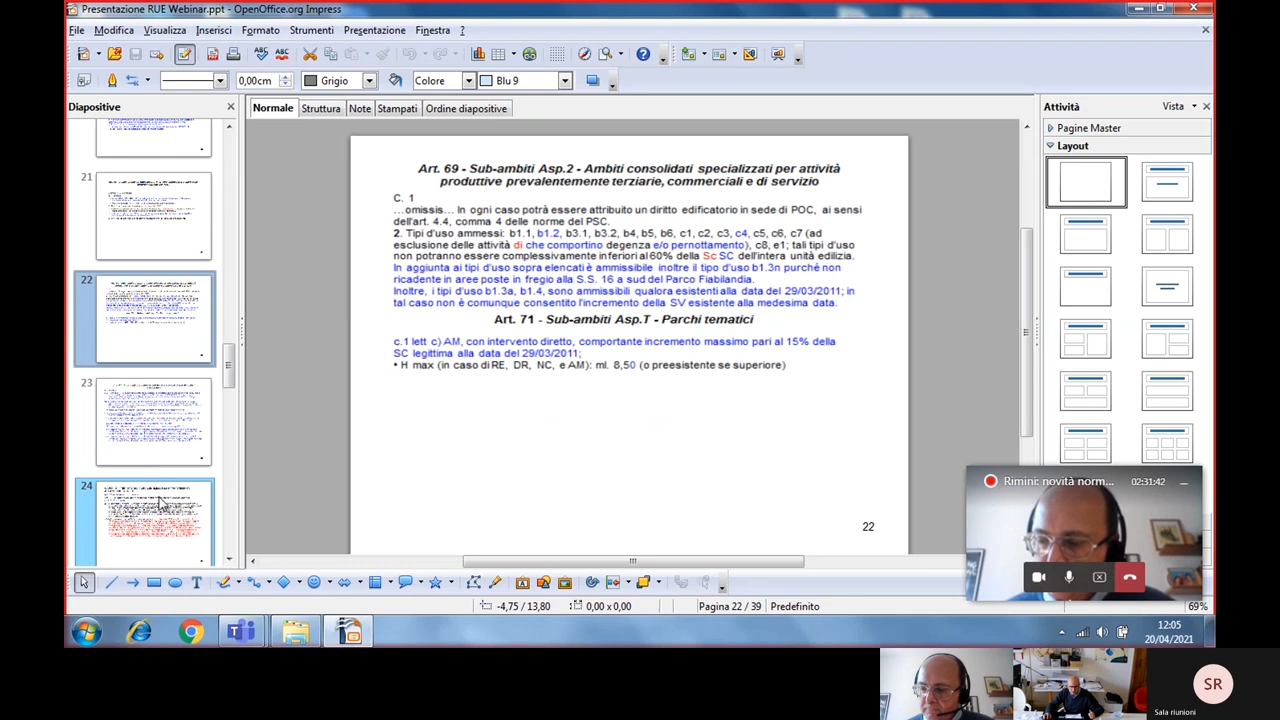 Presentazione RUE Webinar.ppt - OpenOffice.org Impress
File Modifica Visualizza Inserisci Formato Strumenti Presentazione Finestra ?
0,00cm Grigio Colore Blu 9
Diapositive
Normale Struttura Note Stampati Ordine diapositive
Attività Vista
Pagine Master
Layout
21
22
23
24
Art. 69 - Sub-ambiti Asp.2 - Ambiti consolidati specializzati per attività
produttive prevalentemente terziarie, commerciali e di servizio
C. 1
…omissis… In ogni caso potrà essere attribuito un diritto edificatorio in sede di POC, ai sensi
dell'art. 4.4, comma 4 delle norme del PSC.
2. Tipi d'uso ammessi: b1.1, b1.2, b3.1, b3.2, b4, b5, b6, c1, c2, c3, c4, c5, c6, c7 (ad
esclusione delle attività di che comportino degenza e/o pernottamento), c8, e1; tali tipi d'uso
non potranno essere complessivamente inferiori al 60% della Sc SC dell'intera unità edilizia.
In aggiunta ai tipi d'uso sopra elencati è ammissibile inoltre il tipo d'uso b1.3n purché non
ricadente in aree poste in fregio alla S.S. 16 a sud del Parco Fiabilandia.
Inoltre, i tipi d'uso b1.3a, b1.4, sono ammissibili qualora esistenti alla data del 29/03/2011; in
tal caso non è comunque consentito l'incremento della SV esistente alla medesima data.
Art. 71 - Sub-ambiti Asp.T - Parchi tematici
c.1 lett c) AM, con intervento diretto, comportante incremento massimo pari al 15% della
SC legittima alla data del 29/03/2011;
• H max (in caso di RE, DR, NC, e AM): ml. 8,50 (o preesistente se superiore)
22
Rimini: novità norm... 02:31:42
-4,75 / 13,80 0,00 x 0,00 Pagina 22 / 39 Predefinito 69%
12:05
20/04/2021
SR
Sala riunioni